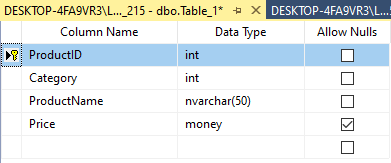 DESKTOP-4FA9VR3\L..._215 - dbo.Table_1* DESKTOP-4FA9VR3\L...
Column Name Data Type Allow Nulls
ProductID int
Category int
ProductName nvarchar(50)
Price money